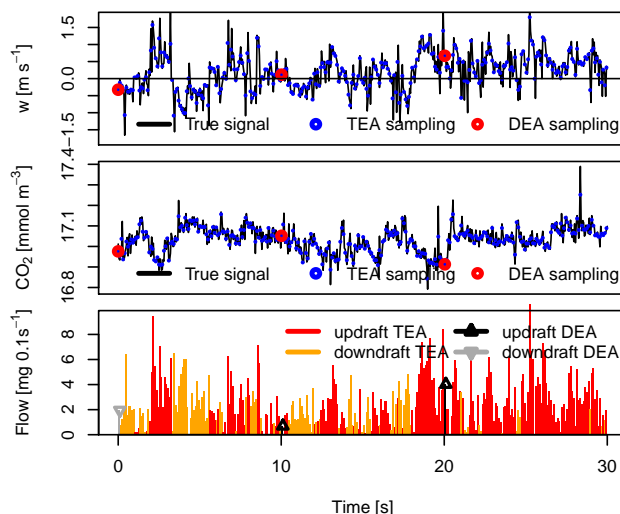 w [m s⁻¹]
1.5
0.0
−1.5
True signal TEA sampling DEA sampling
CO₂ [mmol m⁻³]
17.4
17.1
16.8
True signal TEA sampling DEA sampling
Flow [mg 0.1s⁻¹]
8
6
4
2
0
updraft TEA updraft DEA
downdraft TEA downdraft DEA
0 10 20 30
Time [s]